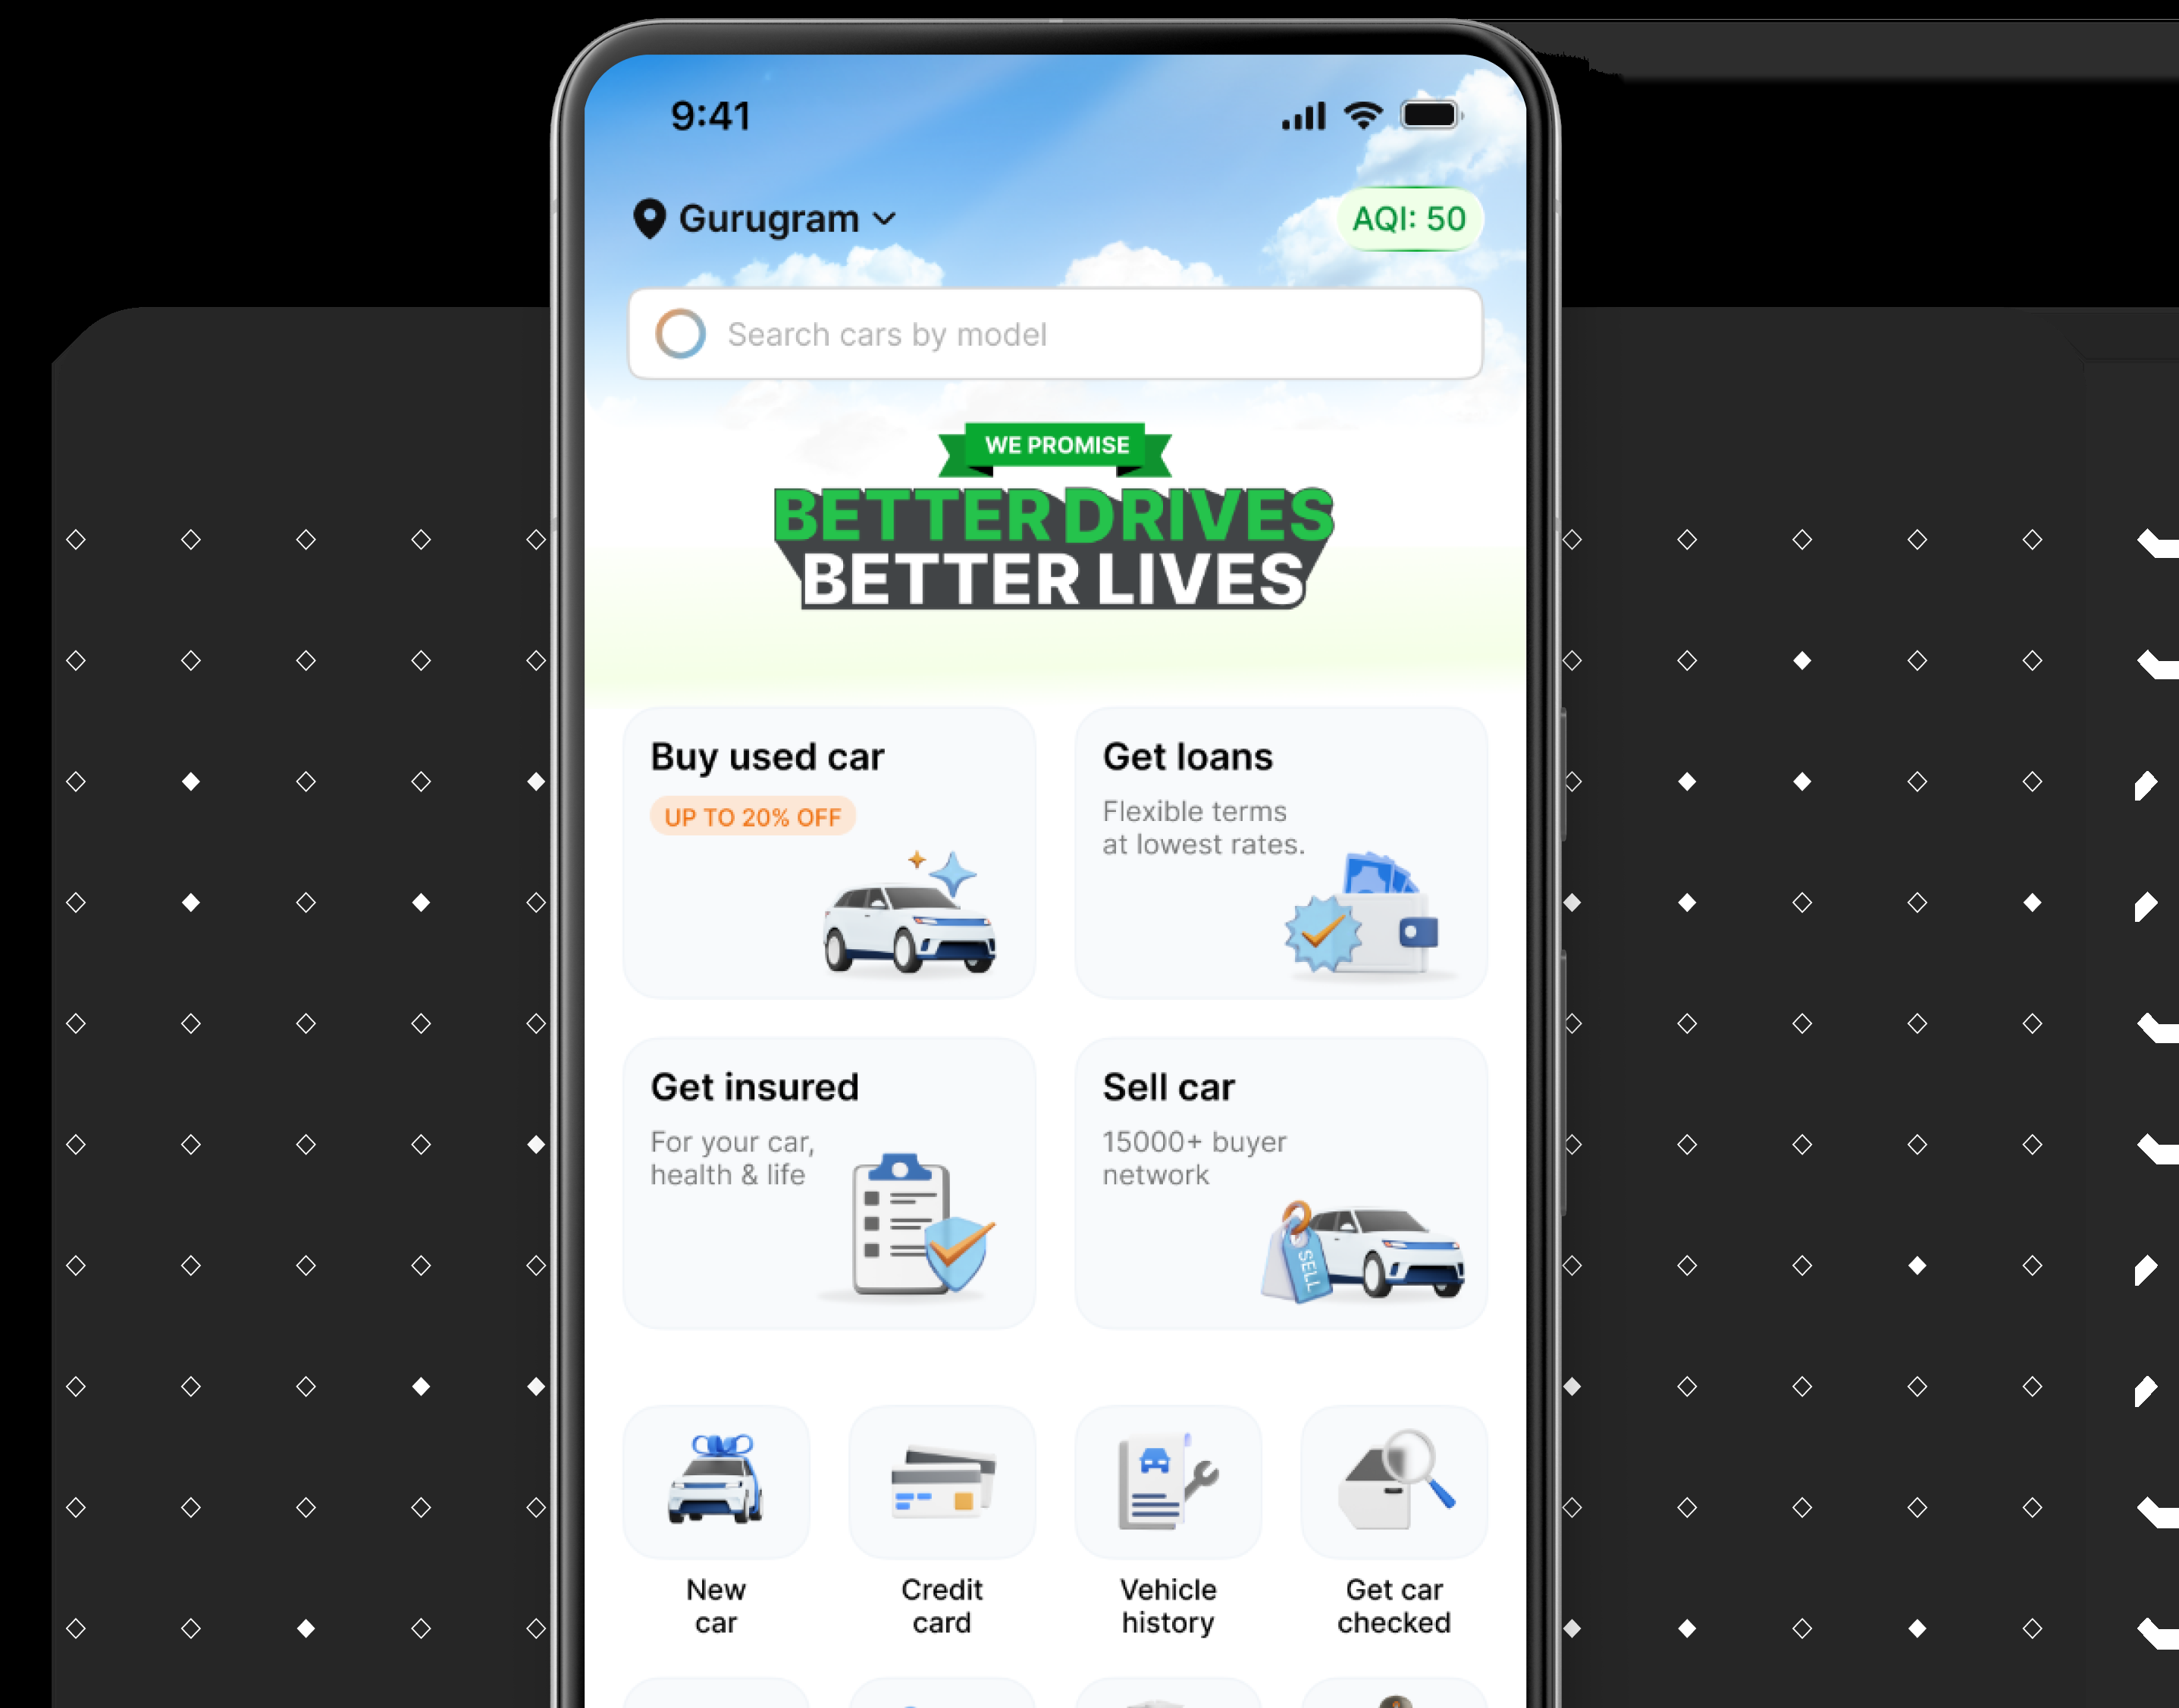 9:41
Gurugram
AQI: 50
Search cars by model
WE PROMISE
BETTER DRIVES
BETTER LIVES
Buy used car
UP TO 20% OFF
Get loans
Flexible terms
at lowest rates.
Get insured
For your car,
health & life
Sell car
15000+ buyer
network
SELL
New
car
Credit
card
Vehicle
history
Get car
checked